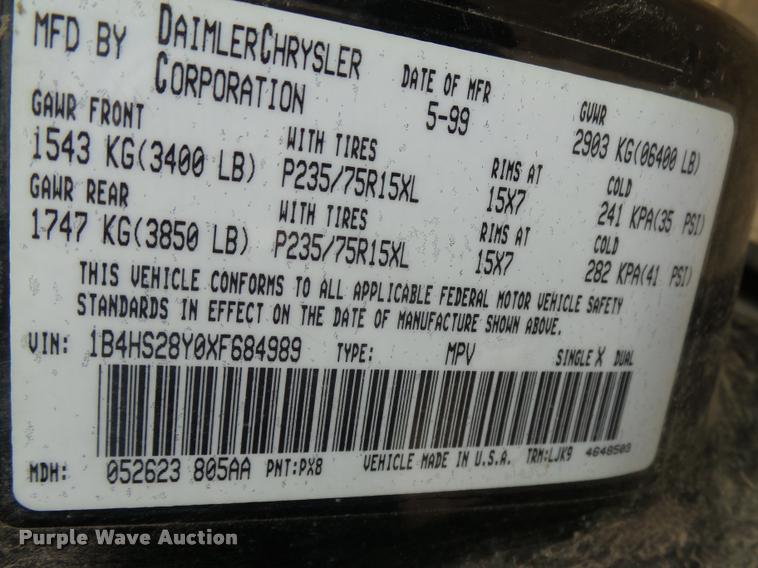 MFD BY DAIMLERCHRYSLER CORPORATION
DATE OF MFR 5-99
GVWR 2903 KG(06400 LB)
GAWR FRONT 1543 KG(3400 LB)
WITH TIRES P235/75R15XL
RIMS AT 15X7
COLD 241 KPA(35 PSI)
GAWR REAR 1747 KG(3850 LB)
WITH TIRES P235/75R15XL
RIMS AT 15X7
COLD 282 KPA(41 PSI)
THIS VEHICLE CONFORMS TO ALL APPLICABLE FEDERAL MOTOR VEHICLE SAFETY
STANDARDS IN EFFECT ON THE DATE OF MANUFACTURE SHOWN ABOVE.
VIN: 1B4HS28Y0XF684989 TYPE: MPV SINGLE X DUAL
MDH: 052623 805AA PNT:PX8 VEHICLE MADE IN U.S.A. TRM:LJK9 4648503
Purple Wave Auction